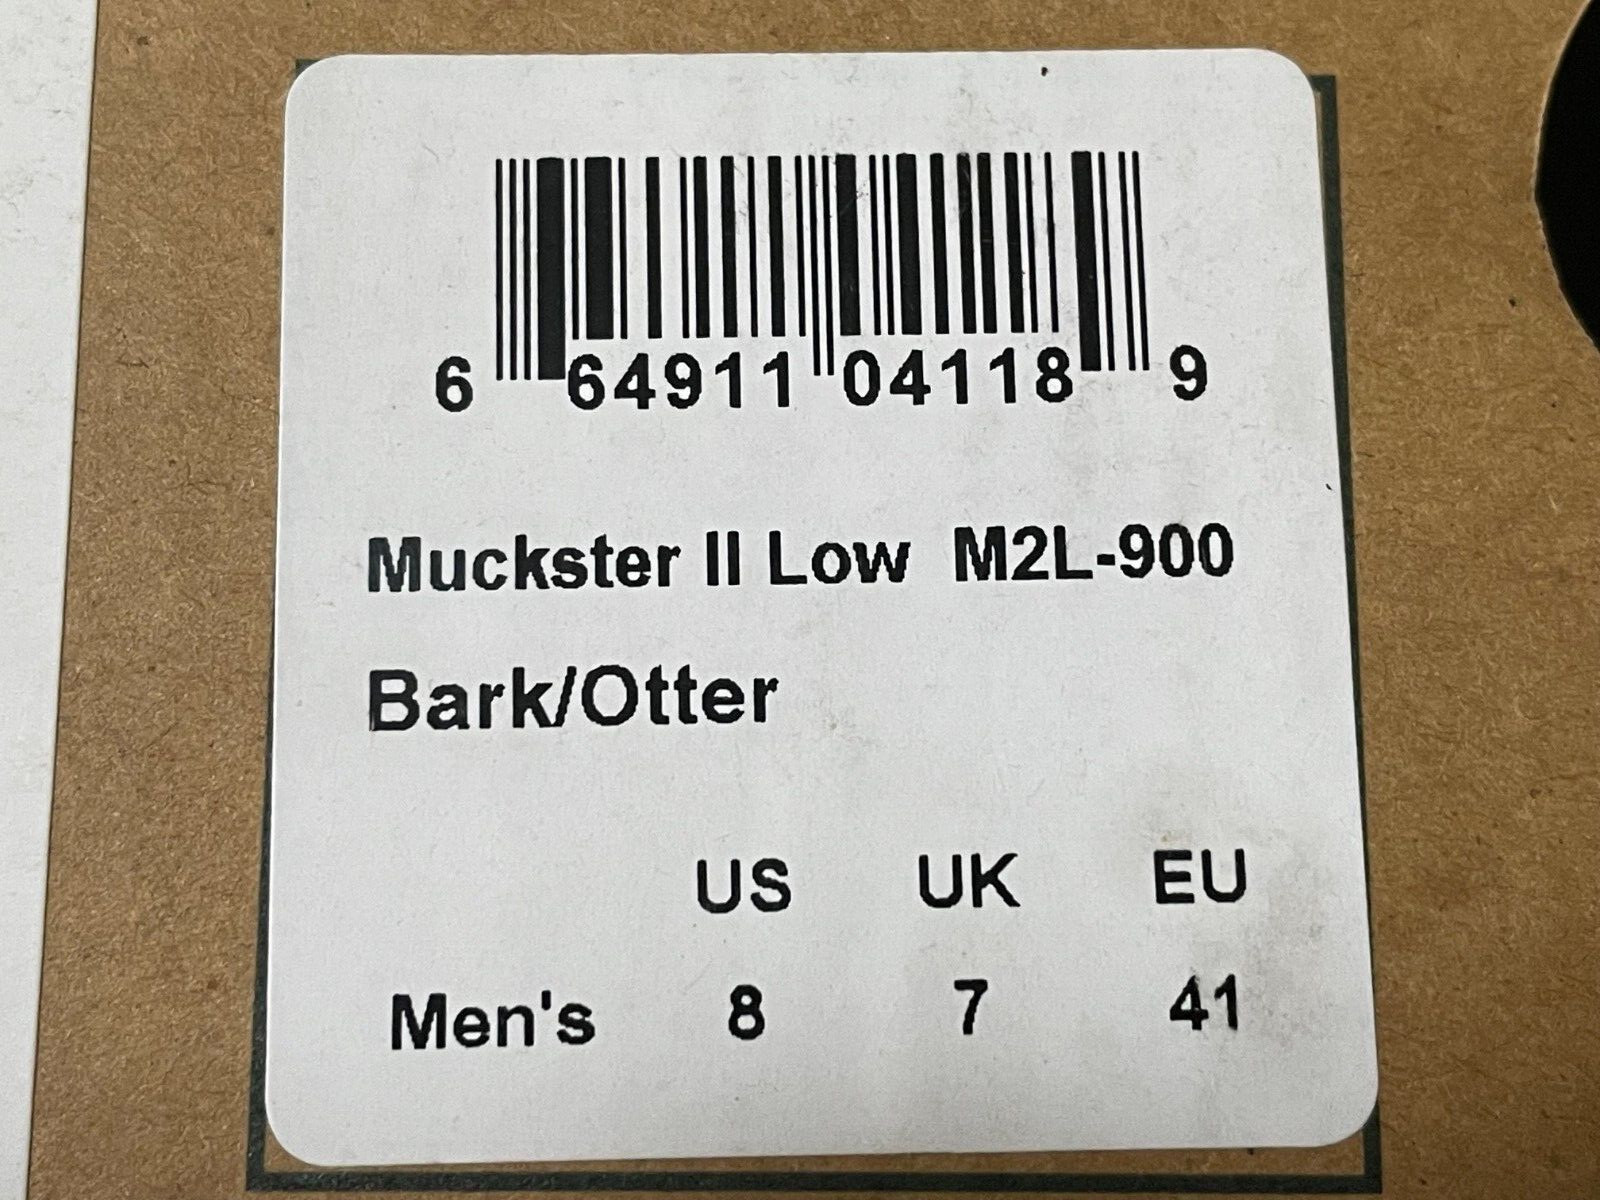 6 64911 04118 9
Muckster II Low M2L-900
Bark/Otter
US UK EU
Men's 8 7 41